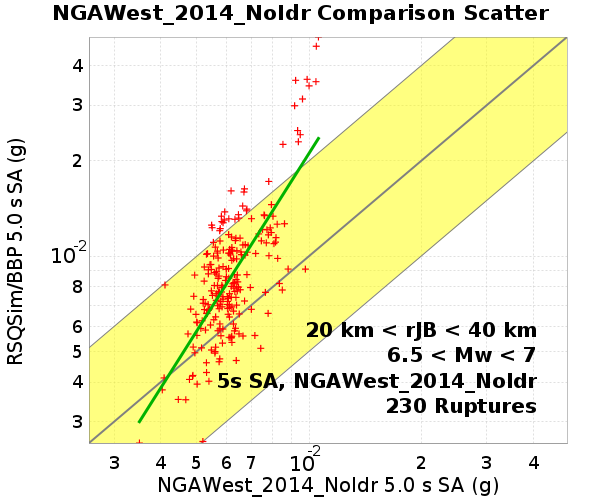 NGAWest_2014_NoIdr Comparison Scatter
RSQSim/BBP 5.0 s SA (g)
4
3
2
10^-2
8
6
5
4
3
20 km < rJB < 40 km
6.5 < Mw < 7
5s SA, NGAWest_2014_NoIdr
230 Ruptures
3 4 5 6 7 10^-2 2 3 4
NGAWest_2014_NoIdr 5.0 s SA (g)